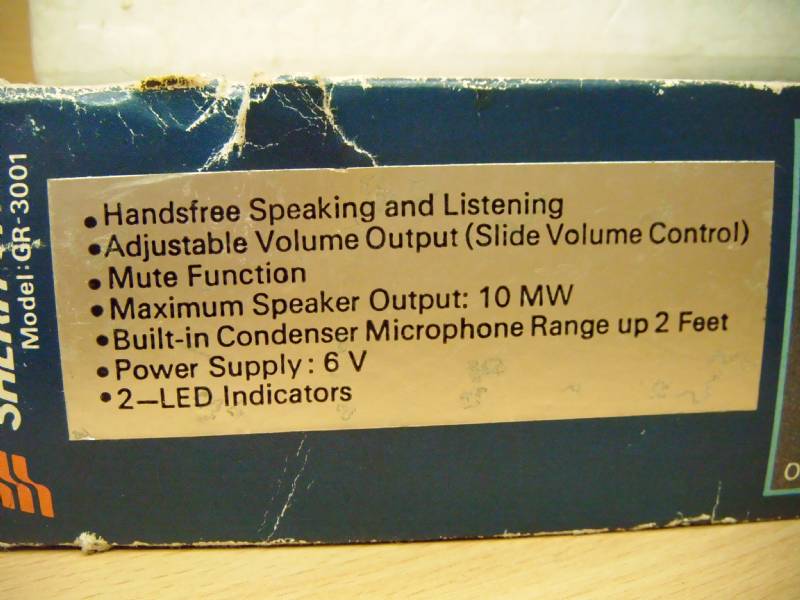 Model:GR-3001
• Handsfree Speaking and Listening
• Adjustable Volume Output (Slide Volume Control)
• Mute Function
• Maximum Speaker Output: 10 MW
• Built-in Condenser Microphone Range up 2 Feet
• Power Supply: 6 V
• 2—LED Indicators